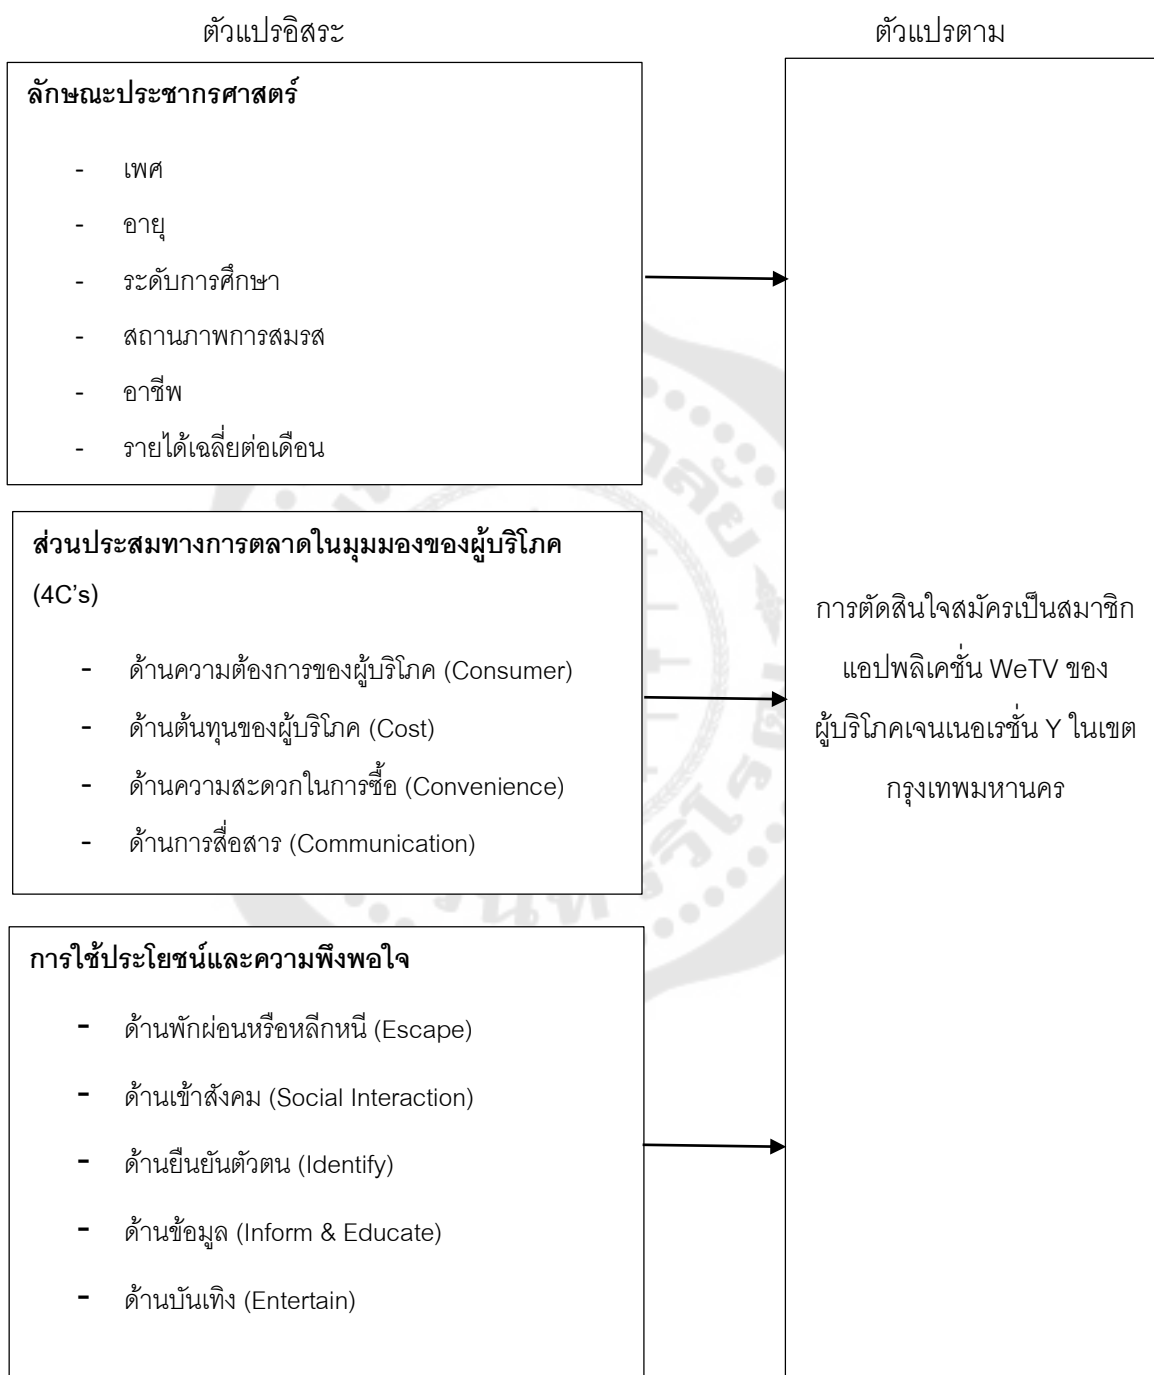 ตัวแปรอิสระ
ตัวแปรตาม
ลักษณะประชากรศาสตร์
- เพศ
- อายุ
- ระดับการศึกษา
- สถานภาพการสมรส
- อาชีพ
- รายได้เฉลี่ยต่อเดือน
ส่วนประสมทางการตลาดในมุมมองของผู้บริโภค
(4C's)
- ด้านความต้องการของผู้บริโภค (Consumer)
- ด้านต้นทุนของผู้บริโภค (Cost)
- ด้านความสะดวกในการซื้อ (Convenience)
- ด้านการสื่อสาร (Communication)
การใช้ประโยชน์และความพึงพอใจ
- ด้านพักผ่อนหรือหลีกหนี (Escape)
- ด้านเข้าสังคม (Social Interaction)
- ด้านยืนยันตัวตน (Identify)
- ด้านข้อมูล (Inform & Educate)
- ด้านบันเทิง (Entertain)
การตัดสินใจสมัครเป็นสมาชิก
แอปพลิเคชั่น WeTV ของ
ผู้บริโภคเจนเนอเรชั่น Y ในเขต
กรุงเทพมหานคร